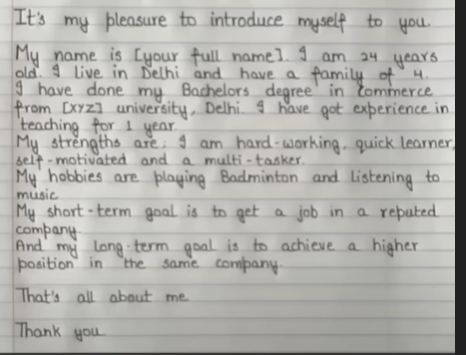 It's my pleasure to introduce myself to you.
My name is [your full name]. I am 24 years
old. I live in Delhi and have a family of 4.
I have done my Bachelors degree in Commerce
from [XYZ] university, Delhi. I have got experience in
teaching for 1 year.
My strengths are: I am hard-working, quick learner,
self-motivated and a multi-tasker.
My hobbies are playing Badminton and listening to
music
My short-term goal is to get a job in a reputed
company.
And my long-term goal is to achieve a higher
position in the same company.
That's all about me
Thank you